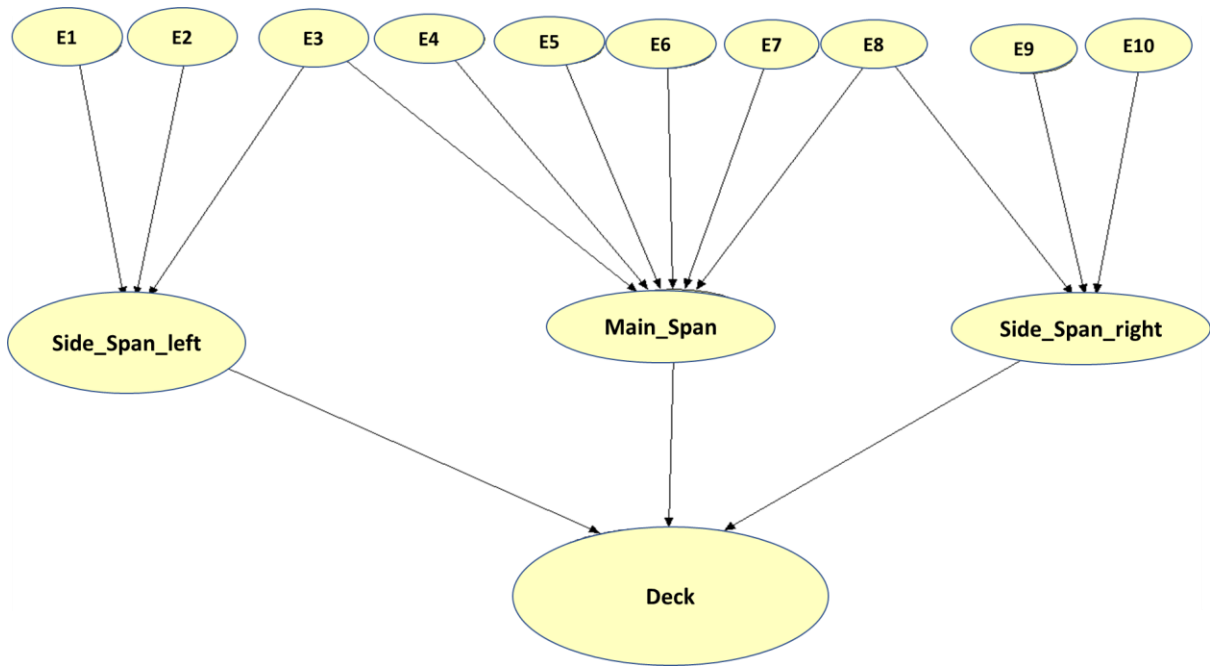 E1
E2
E3
E4
E5
E6
E7
E8
E9
E10
Side_Span_left
Main_Span
Side_Span_right
Deck